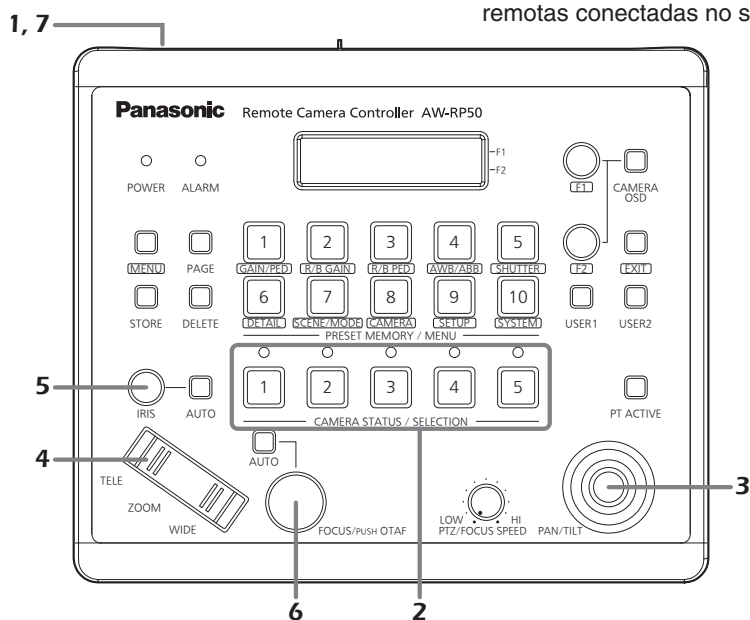 remotas conectadas no s
1, 7
Panasonic Remote Camera Controller AW-RP50
F1
F2
POWER ALARM
F1 CAMERA OSD
1 2 3 4 5
MENU PAGE GAIN/PED R/B GAIN R/B PED AWB/ABB SHUTTER F2 EXIT
6 7 8 9 10
STORE DELETE DETAIL SCENE/MODE CAMERA SETUP SYSTEM USER1 USER2
PRESET MEMORY / MENU
5
1 2 3 4 5
IRIS AUTO CAMERA STATUS / SELECTION PT ACTIVE
4
AUTO
TELE
ZOOM
WIDE
3
LOW HI
FOCUS/PUSH OTAF PTZ/FOCUS SPEED PAN/TILT
6 2